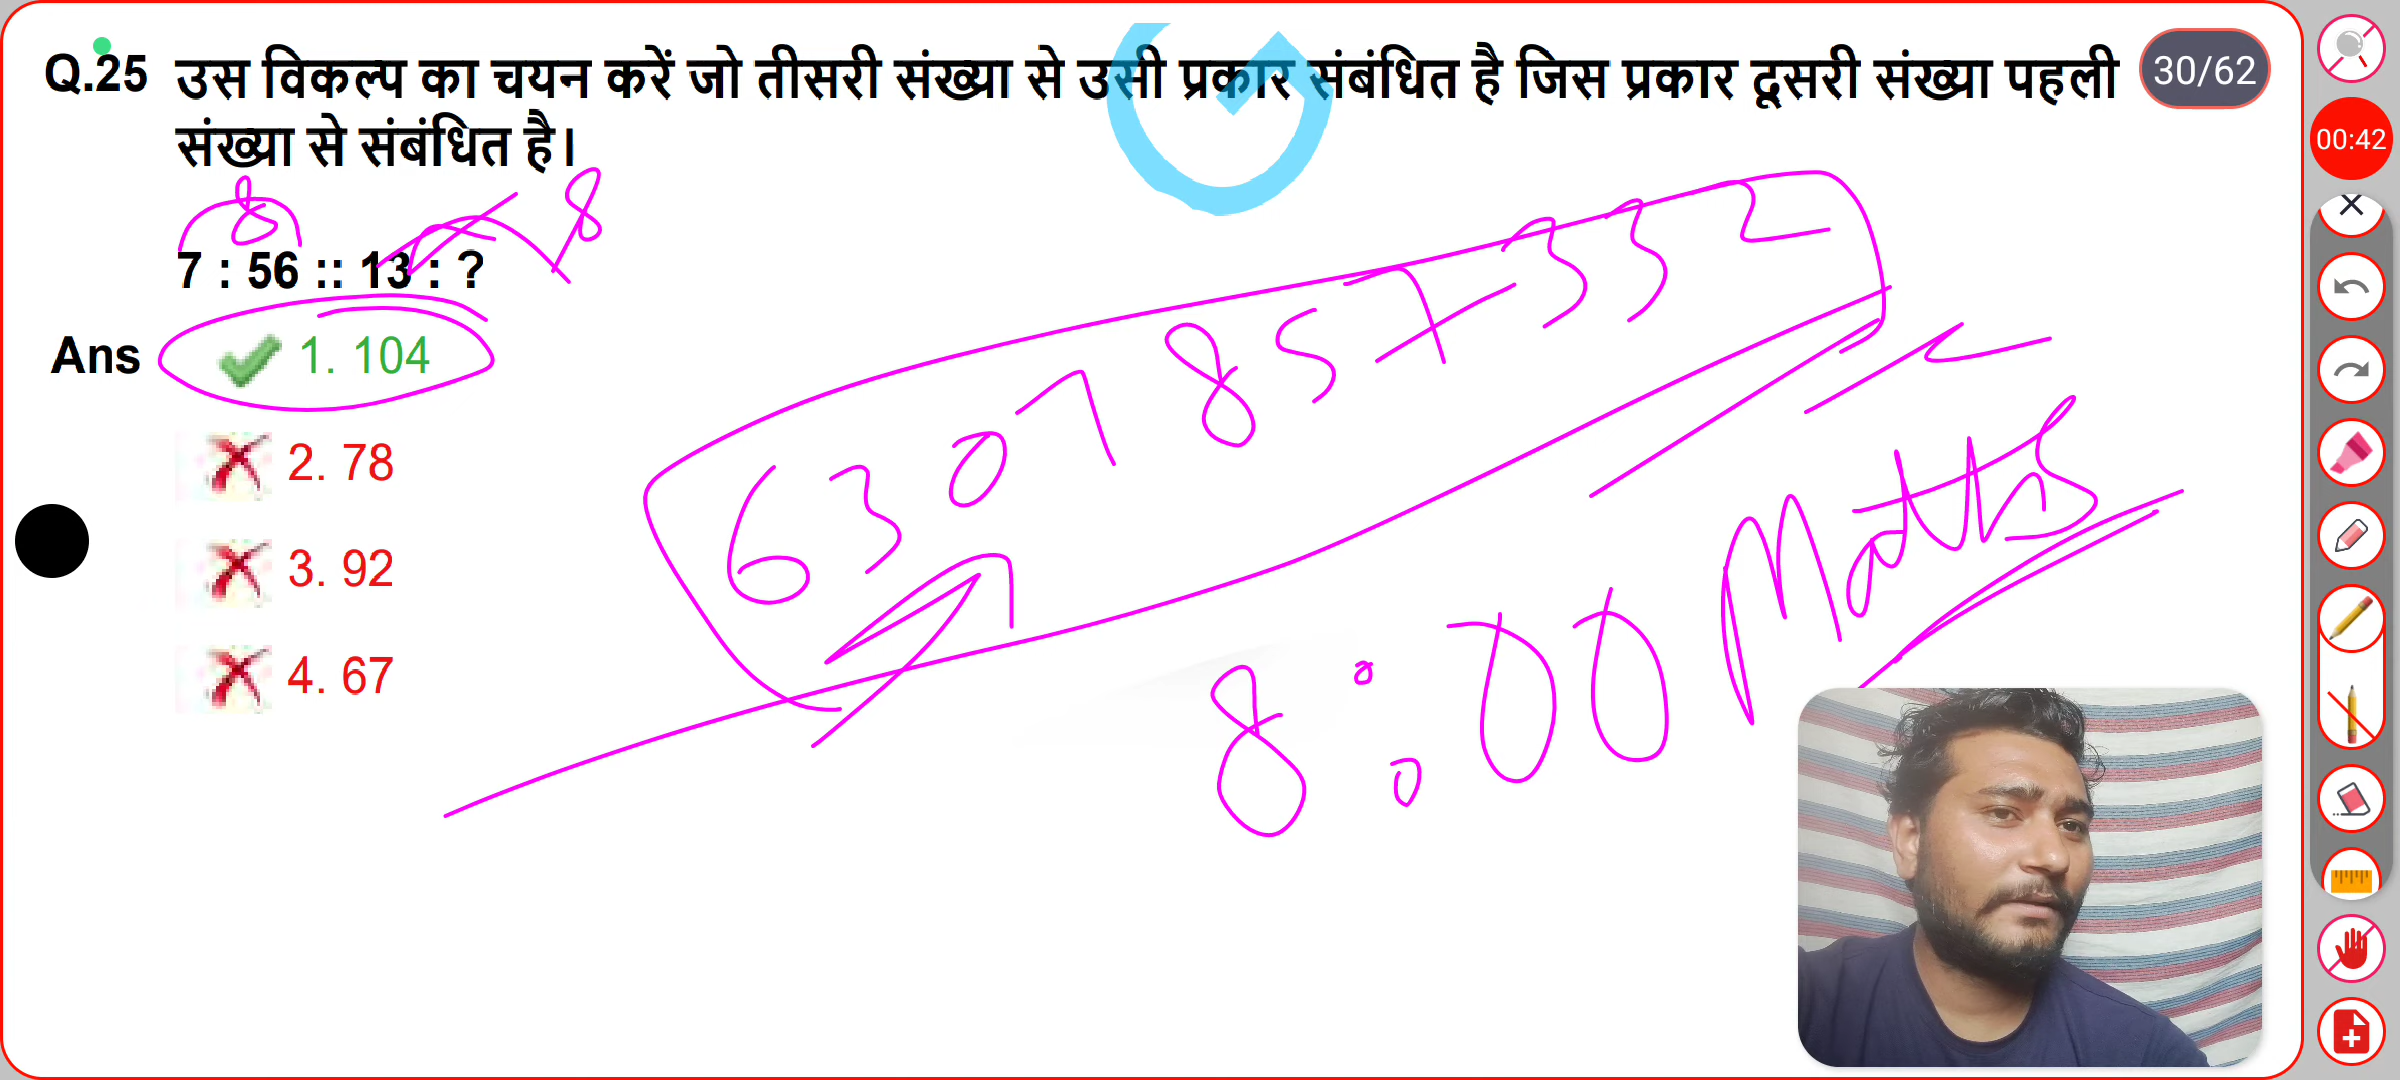 Q.25 उस विकल्प का चयन करें जो तीसरी संख्या से उसी प्रकार संबंधित है जिस प्रकार दूसरी संख्या पहली
संख्या से संबंधित है।
30/62
00:42
8
8
7 : 56 :: 13 : ?
Ans 1. 104
2. 78
3. 92
4. 67
6307857332
8:00 Maths